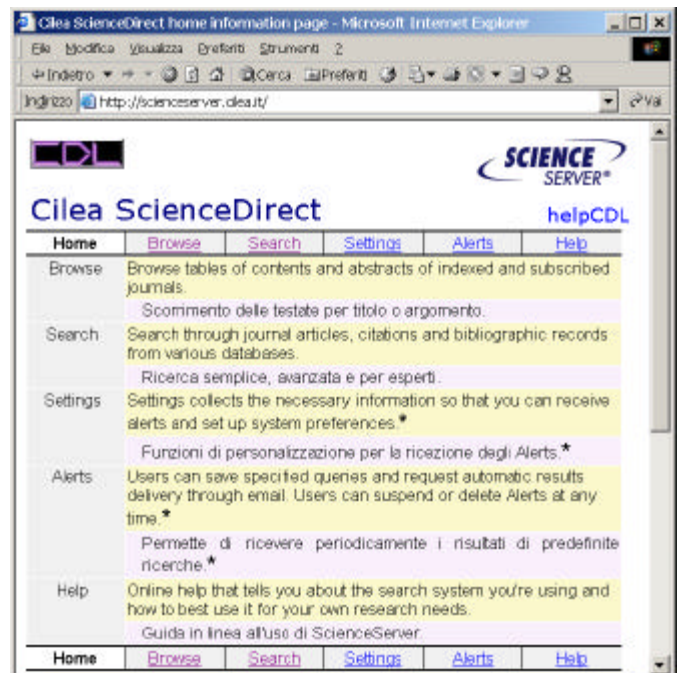 Cilea ScienceDirect home information page - Microsoft Internet Explorer
File Modifica Visualizza Preferiti Strumenti ?
Indietro Cerca Preferiti
Indirizzo http://scienceserver.cilea.it/ Vai
CDL SCIENCE SERVER®
Cilea ScienceDirect helpCDL
Home Browse Search Settings Alerts Help
Browse Browse tables of contents and abstracts of indexed and subscribed
journals.
Scorrimento delle testate per titolo o argomento.
Search Search through journal articles, citations and bibliographic records
from various databases.
Ricerca semplice, avanzata e per esperti.
Settings Settings collects the necessary information so that you can receive
alerts and set up system preferences.*
Funzioni di personalizzazione per la ricezione degli Alerts.*
Alerts Users can save specified queries and request automatic results
delivery through email. Users can suspend or delete Alerts at any
time.*
Permette di ricevere periodicamente i risultati di predefinite
ricerche.*
Help Online help that tells you about the search system you're using and
how to best use it for your own research needs.
Guida in linea all'uso di ScienceServer.
Home Browse Search Settings Alerts Help